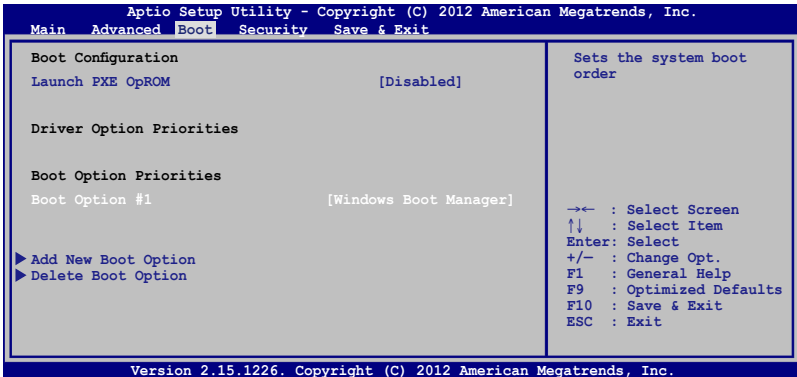 Aptio Setup Utility - Copyright (C) 2012 American Megatrends, Inc.
Main Advanced Boot Security Save & Exit
Boot Configuration
Launch PXE OpROM [Disabled]
Driver Option Priorities
Boot Option Priorities
Boot Option #1 [Windows Boot Manager]
Add New Boot Option
Delete Boot Option
Sets the system boot
order
→← : Select Screen
↑↓ : Select Item
Enter: Select
+/— : Change Opt.
F1 : General Help
F9 : Optimized Defaults
F10 : Save & Exit
ESC : Exit
Version 2.15.1226. Copyright (C) 2012 American Megatrends, Inc.